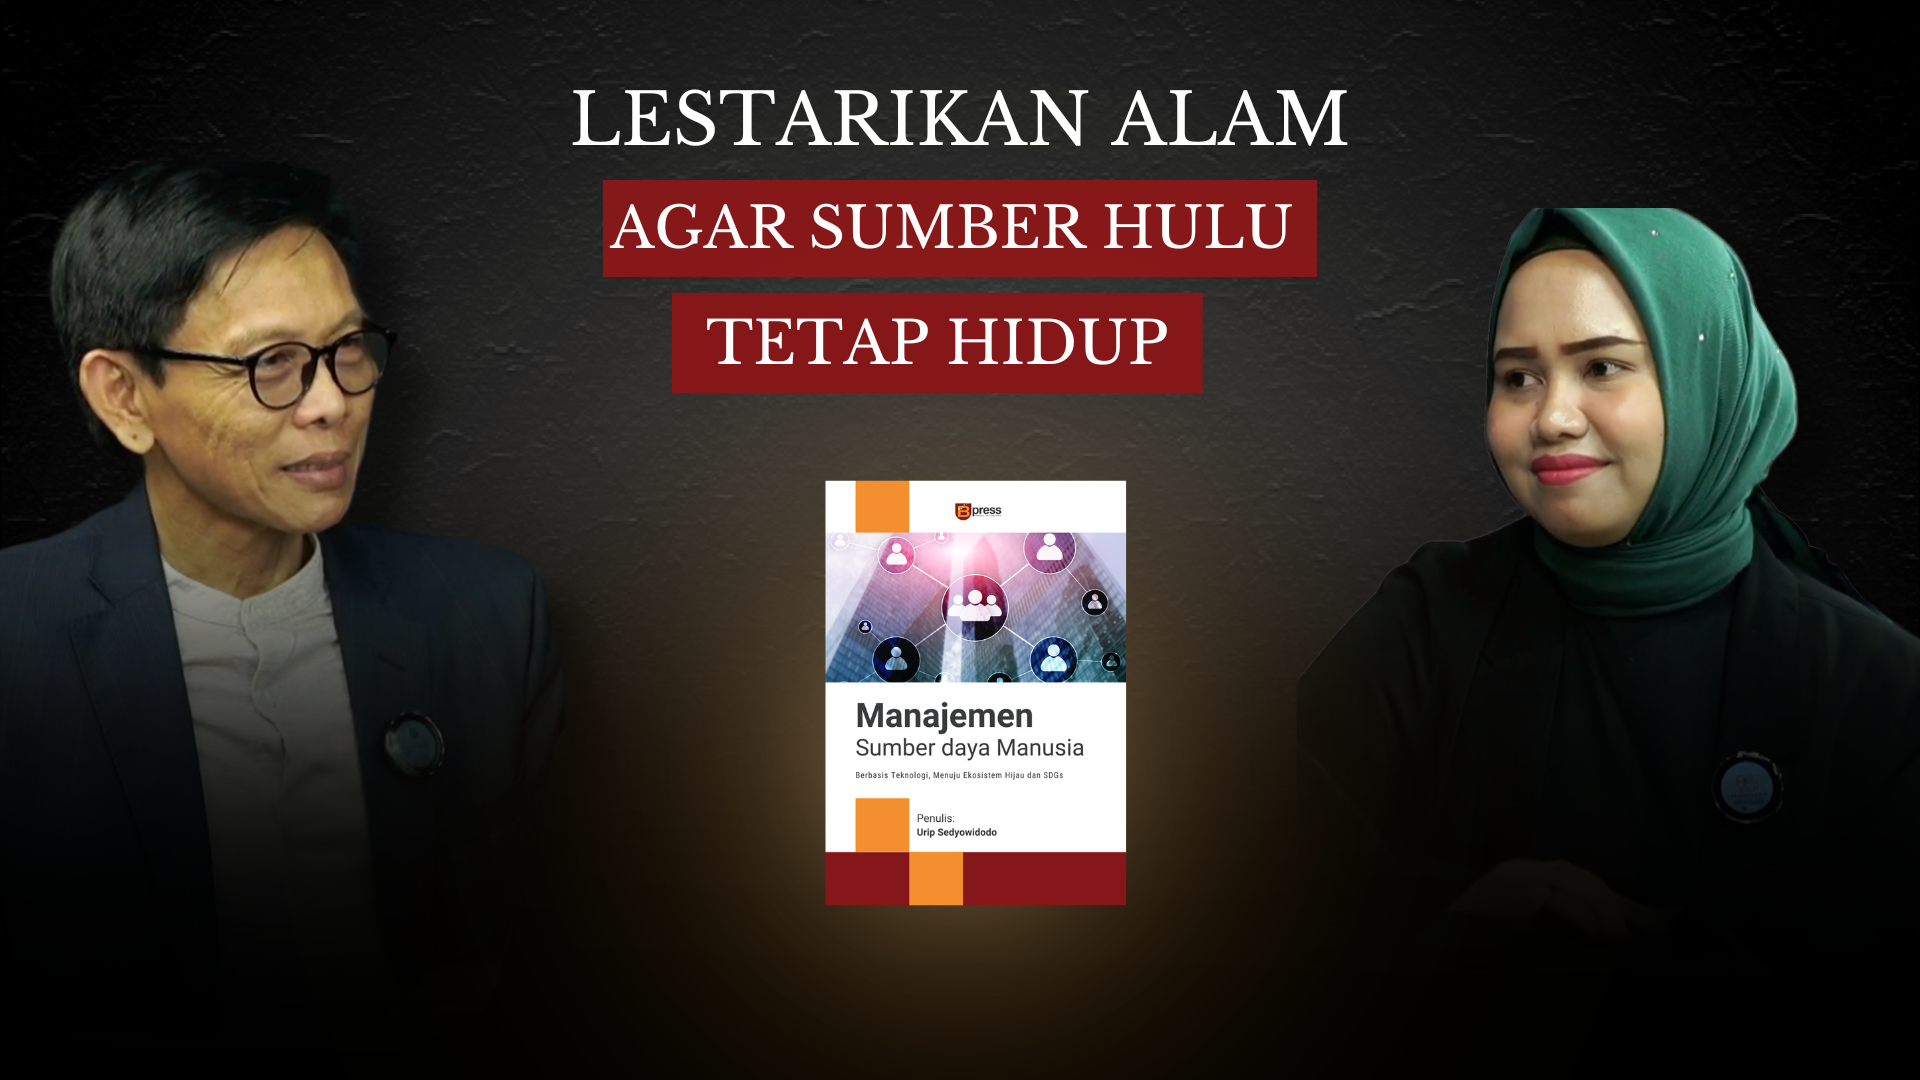 LESTARIKAN ALAM
AGAR SUMBER HULU
TETAP HIDUP
press
Manajemen
Sumber daya Manusia
Berbasis Teknologi, Menuju Ekosistem Hijau dan SDGs
Penulis:
Urip Sedyowidodo